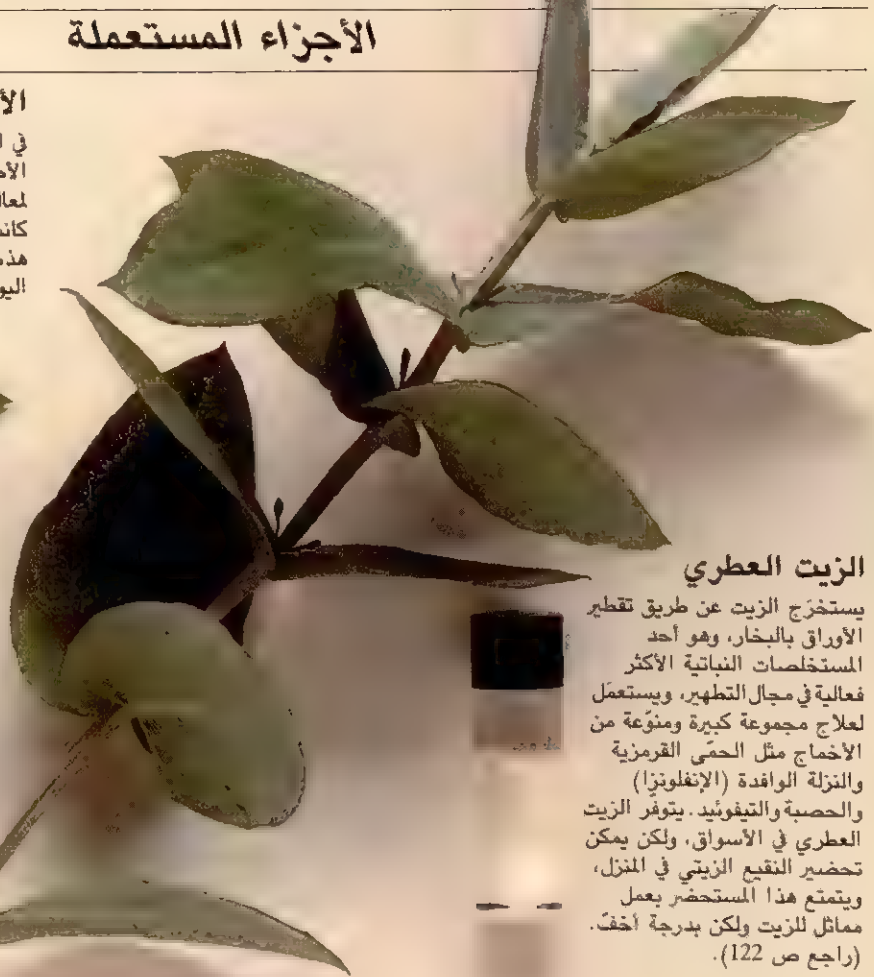 الأجزاء المستعملة
في
كانت
الزيت العطري
يستخرَج الزيت عن طريق تقطير
الأوراق بالبخار، وهو أحد
المستخلصات النباتية الأكثر
فعالية في مجال التطهير، ويستعمَل
لعلاج مجموعة كبيرة ومنوّعة من
الأخماج مثل الحمّى القرمزية
والنزلة الوافدة (الإنفلونزا)
والحصبة والتيفوئيد. يتوفّر الزيت
العطري في الأسواق، ولكن يمكن
تحضير النقيع الزيتي في المنزل،
ويتمتع هذا المستحضر بعمل
مماثل للزيت ولكن بدرجة أخفّ.
(راجع ص 122).